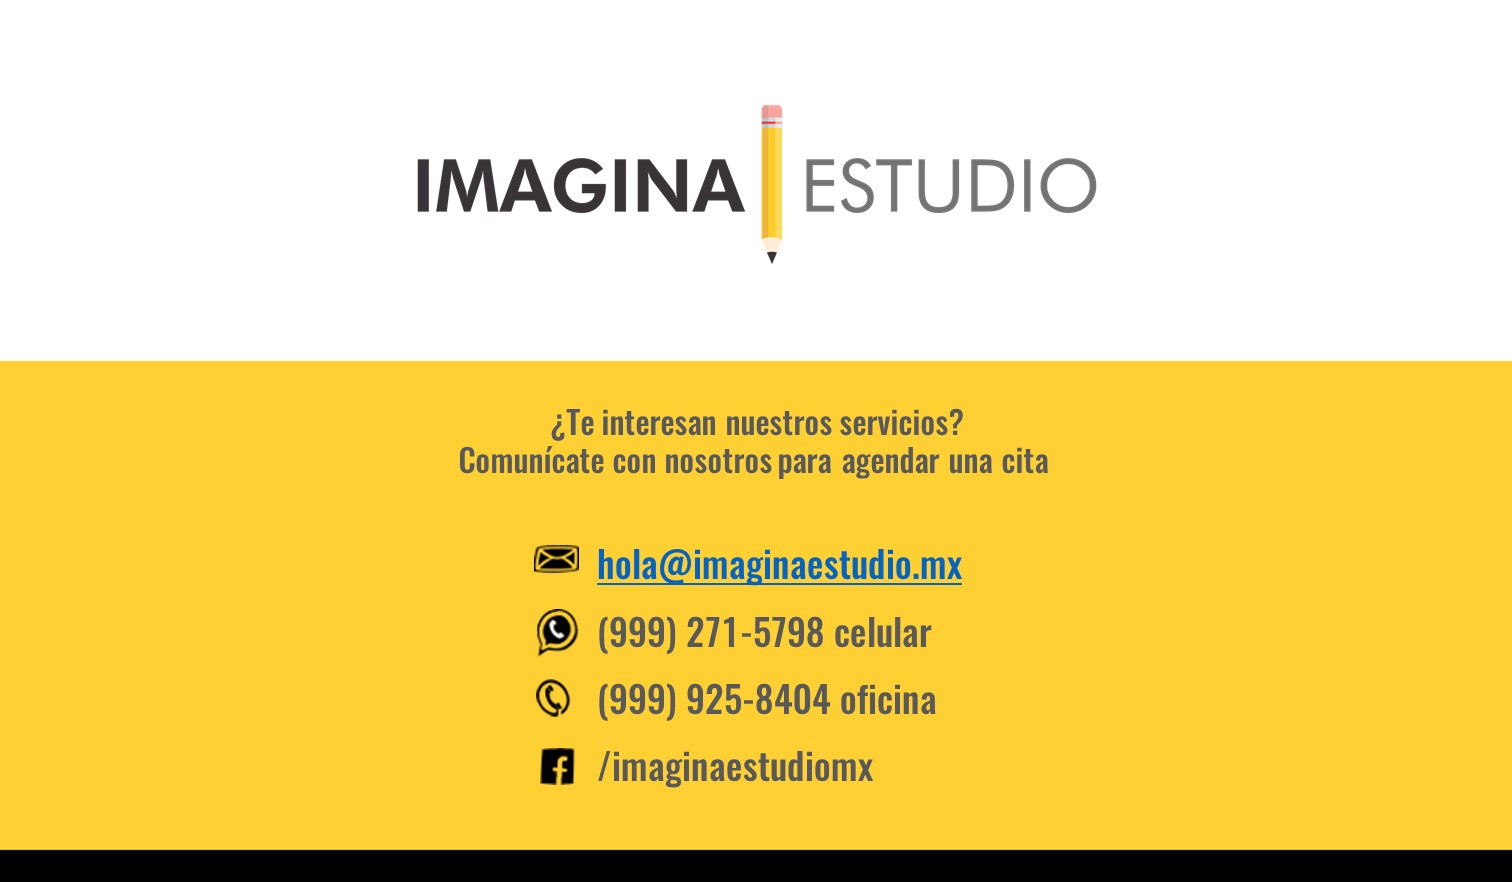 IMAGINA ESTUDIO
¿Te interesan nuestros servicios?
Comunícate con nosotros para agendar una cita
hola@imaginaestudio.mx
(999) 271-5798 celular
(999) 925-8404 oficina
/imaginaestudiomx